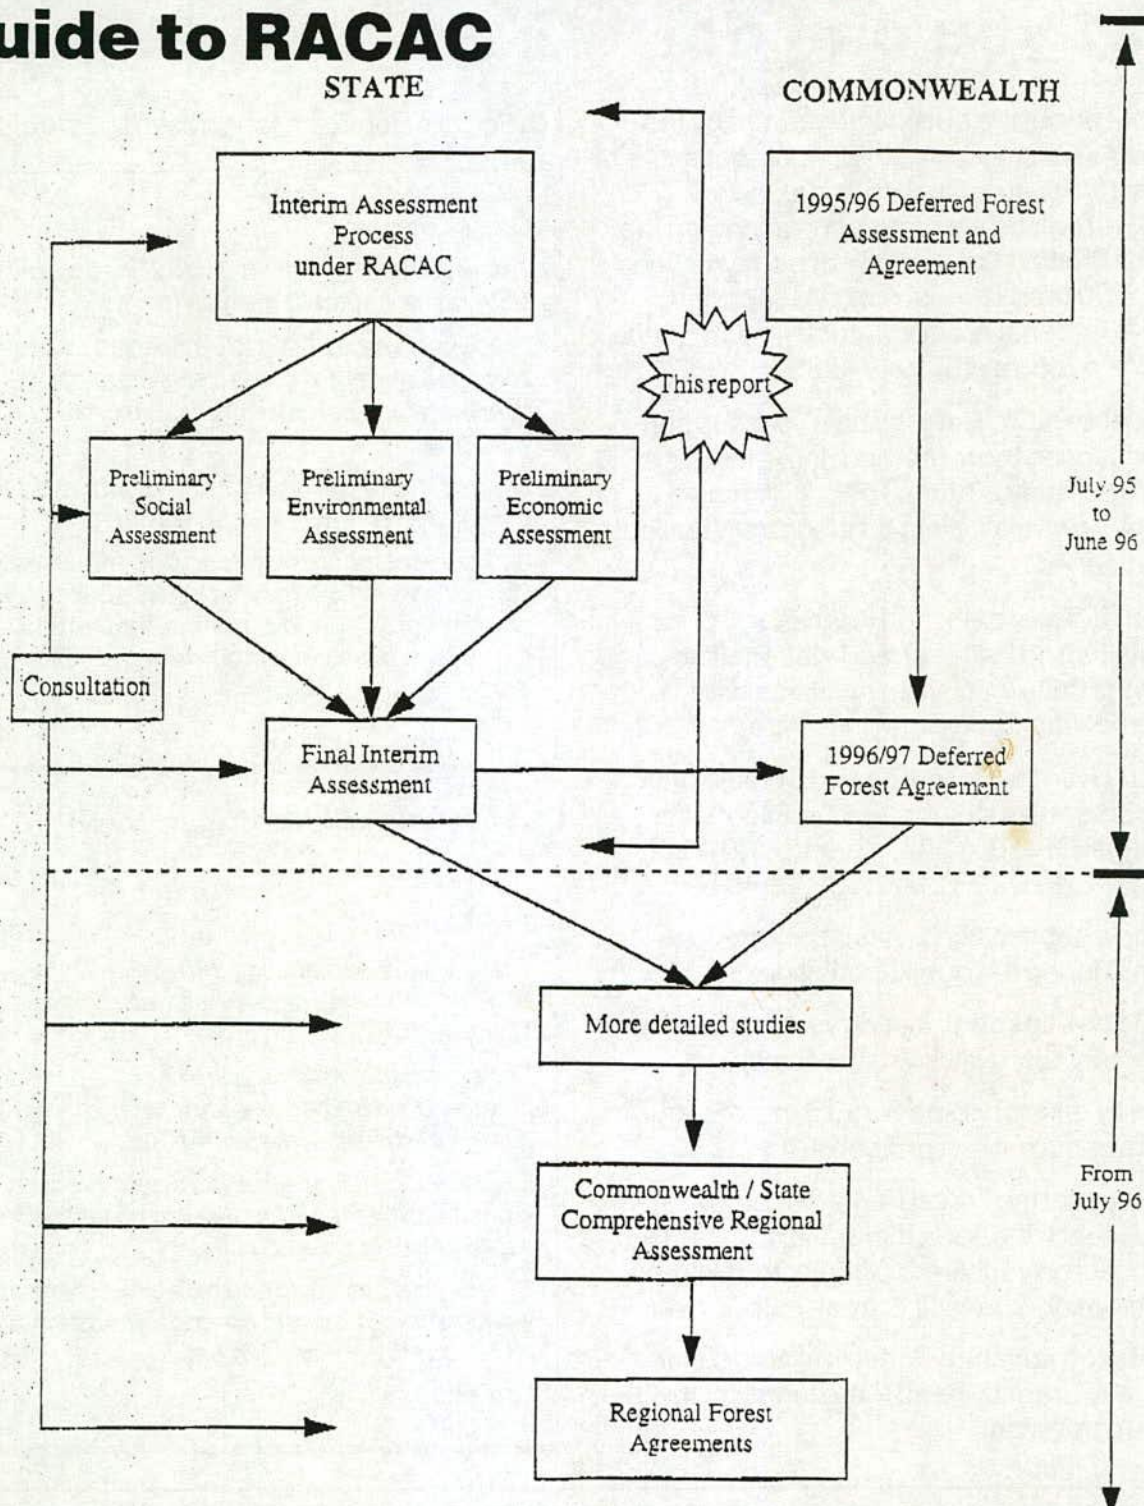 uide to RACAC
STATE
COMMONWEALTH
Interim Assessment
Process
under RACAC
1995/96 Deferred Forest
Assessment and
Agreement
This report
Preliminary
Social
Assessment
Preliminary
Environmental
Assessment
Preliminary
Economic
Assessment
July 95
to
June 96
Consultation
Final Interim
Assessment
1996/97 Deferred
Forest Agreement
More detailed studies
Commonwealth / State
Comprehensive Regional
Assessment
From
July 96
Regional Forest
Agreements